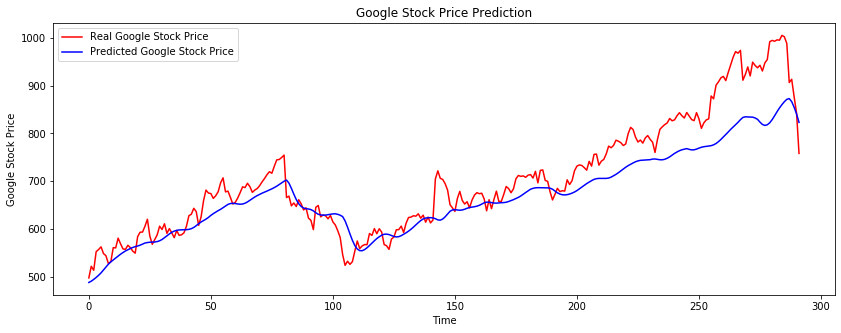 Google Stock Price Prediction
Real Google Stock Price
Predicted Google Stock Price
Google Stock Price
1000
900
800
700
600
500
0
50
100
150
200
250
300
Time